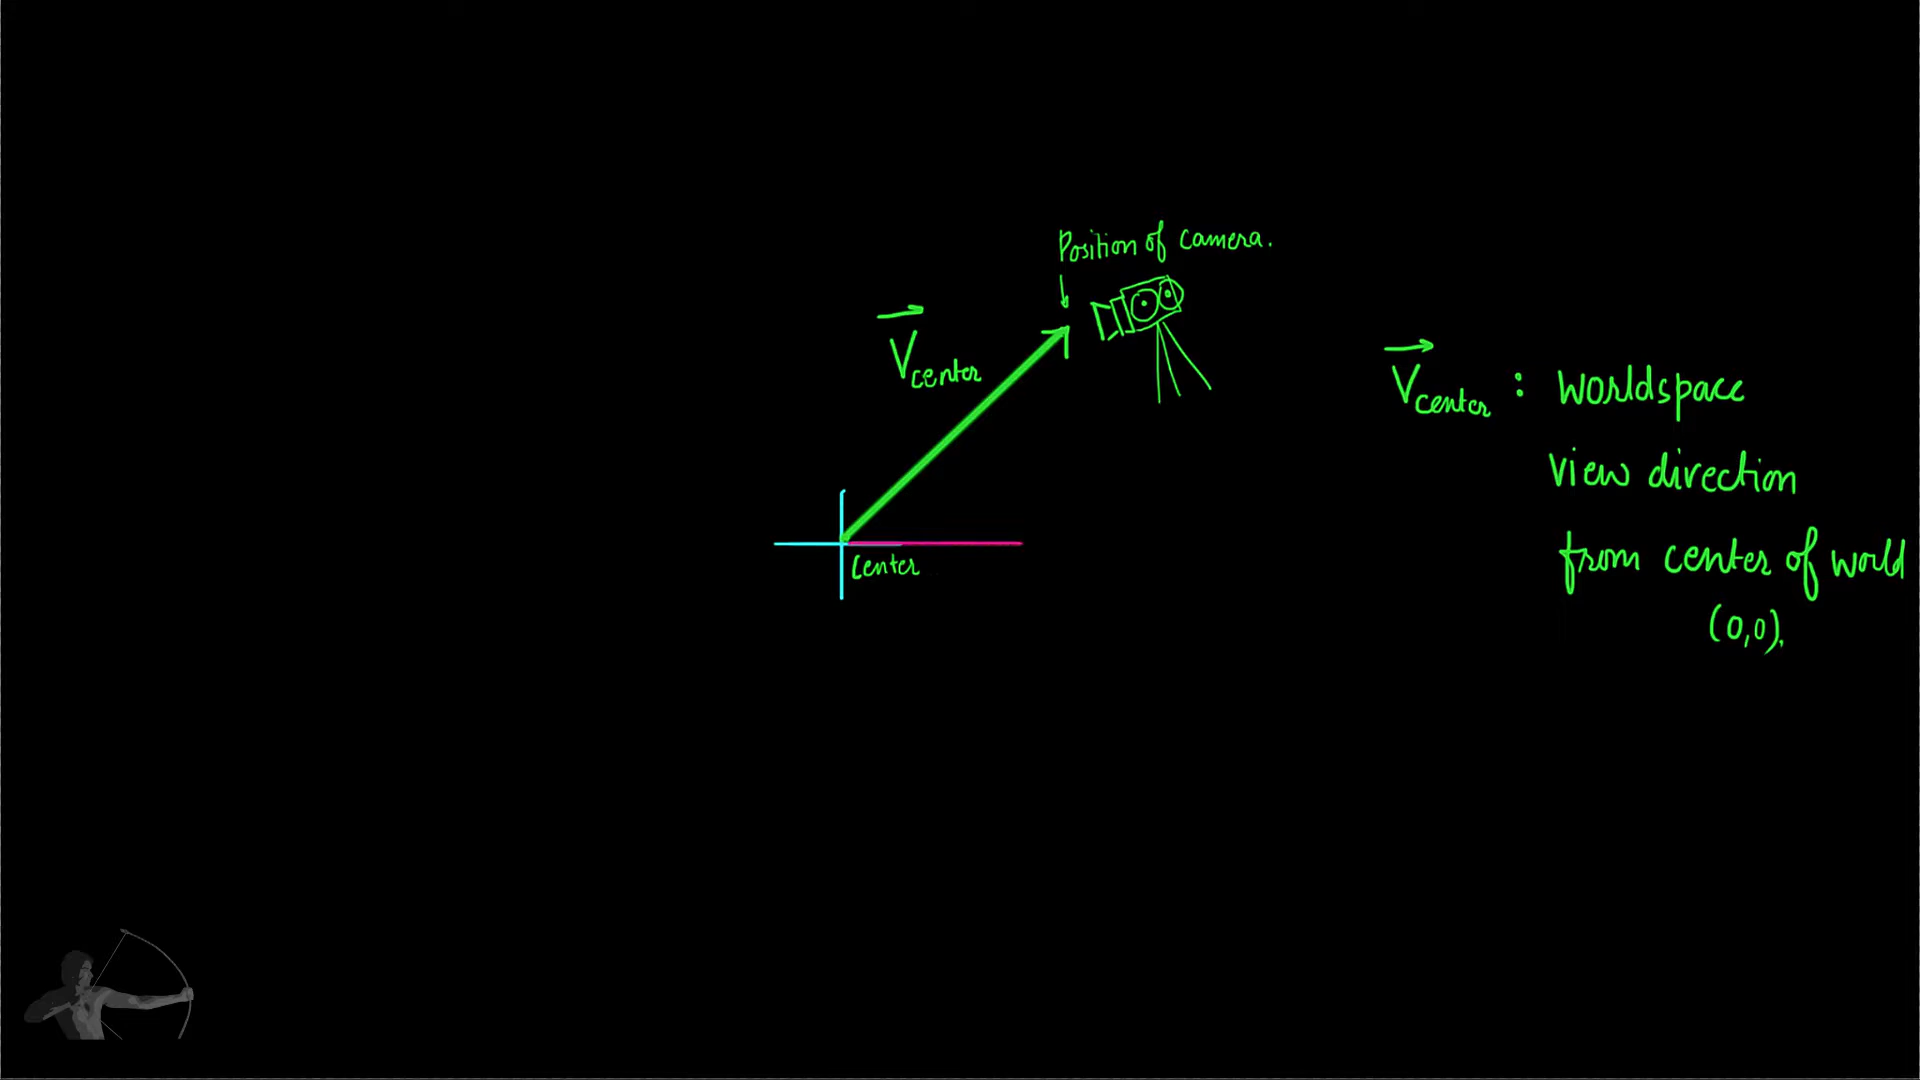 Position of camera.
V center
V center : worldspace
view direction
from center of world
(0,0).
center